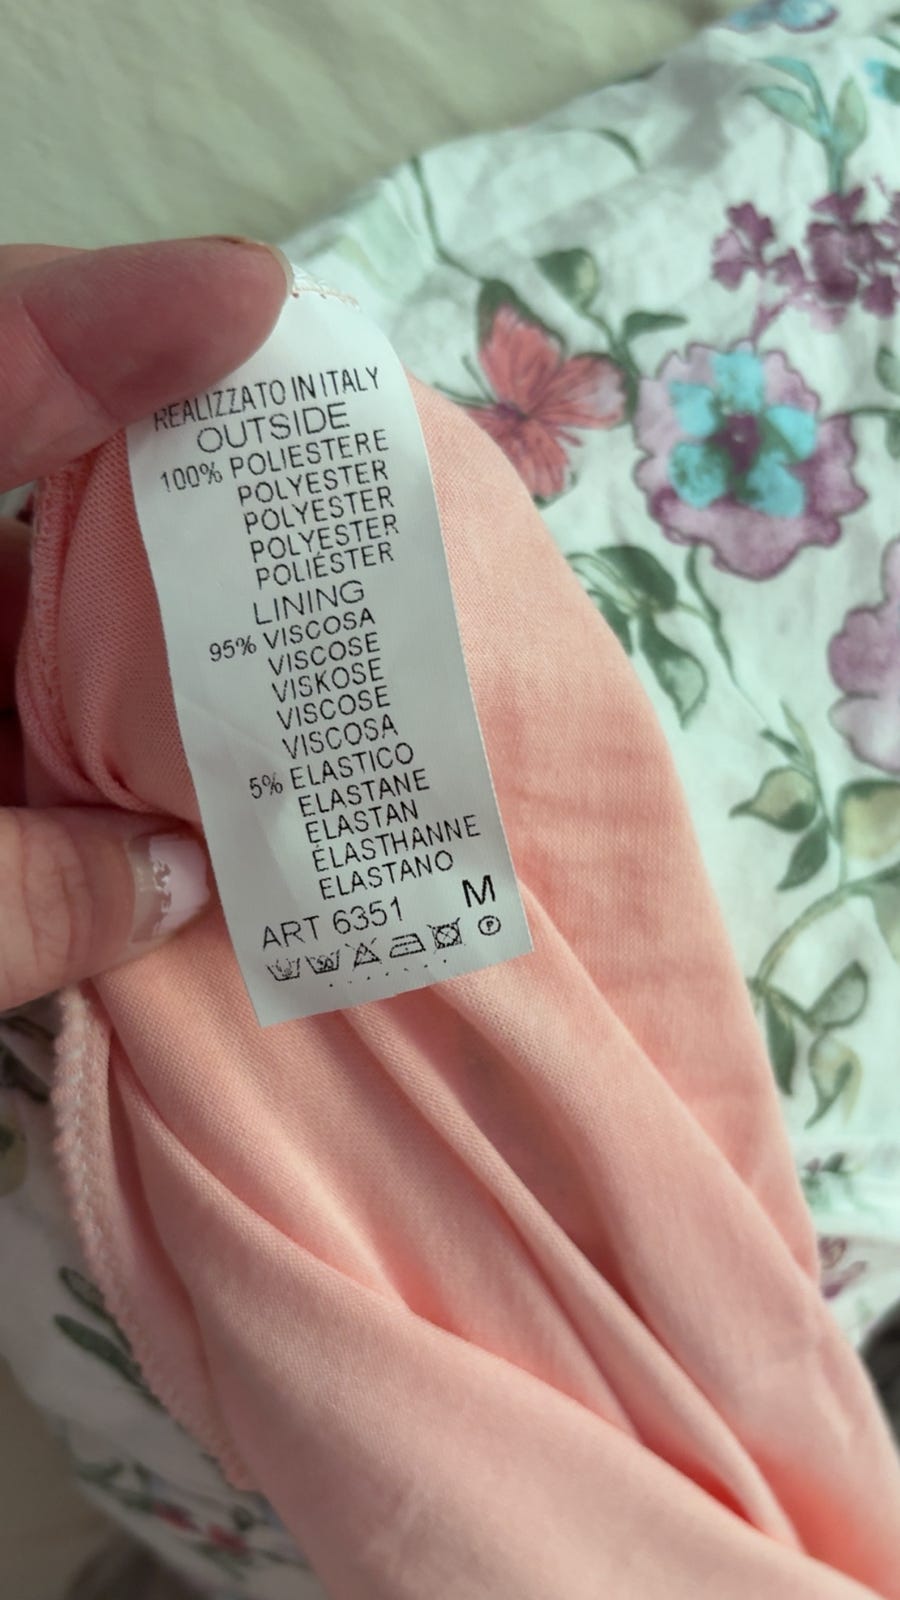 REALIZZATO IN ITALY
OUTSIDE
100% POLIESTERE
POLYESTER
POLYESTER
POLYESTER
POLIÉSTER
LINING
95% VISCOSA
VISCOSE
VISKOSE
VISCOSE
VISCOSA
5% ELASTICO
ELASTANE
ELASTAN
ÉLASTHANNE
ELASTANO
M
ART 6351
P